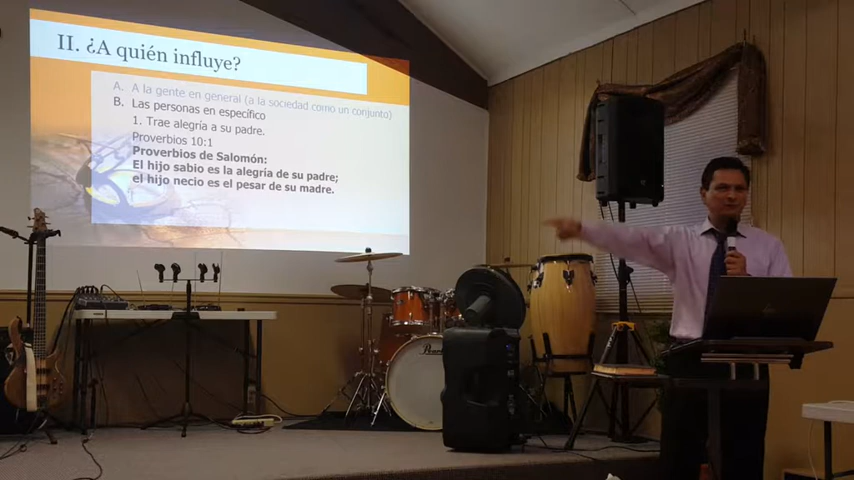 II. ¿A quién influye?
A. A la gente en general (a la sociedad como un conjunto)
B. Las personas en específico
1. Trae alegría a su padre.
Proverbios 10:1
Proverbios de Salomón:
El hijo sabio es la alegría de su padre;
el hijo necio es el pesar de su madre.